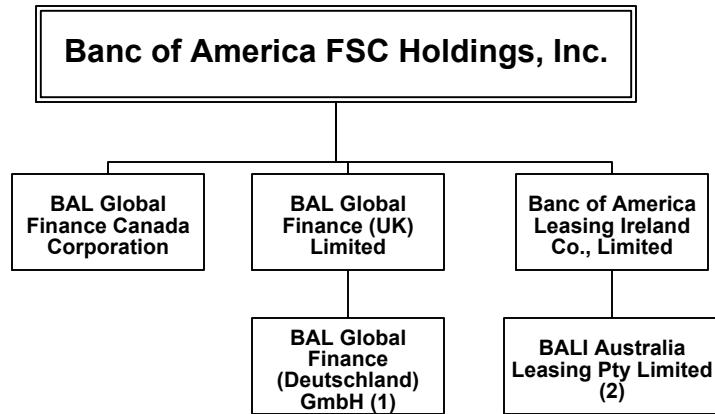 Banc of America FSC Holdings, Inc.
BAL Global
Finance Canada
Corporation
BAL Global
Finance (UK)
Limited
Banc of America
Leasing Ireland
Co., Limited
BAL Global
Finance
(Deutschland)
GmbH (1)
BALI Australia
Leasing Pty Limited
(2)